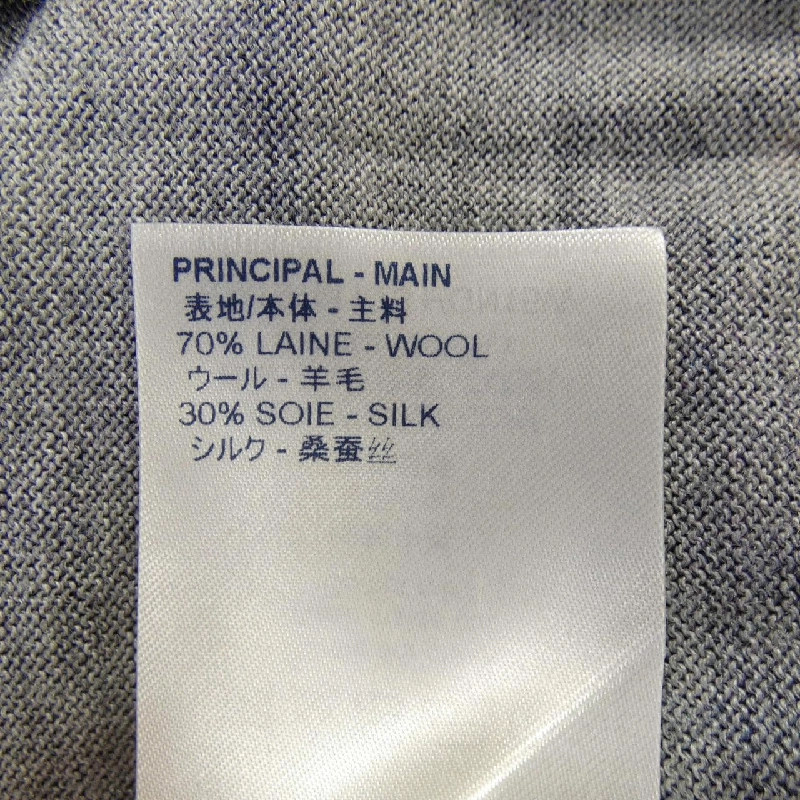 PRINCIPAL - MAIN
表地/本体 - 主料
70% LAINE - WOOL
ウール - 羊毛
30% SOIE - SILK
シルク - 桑蚕丝